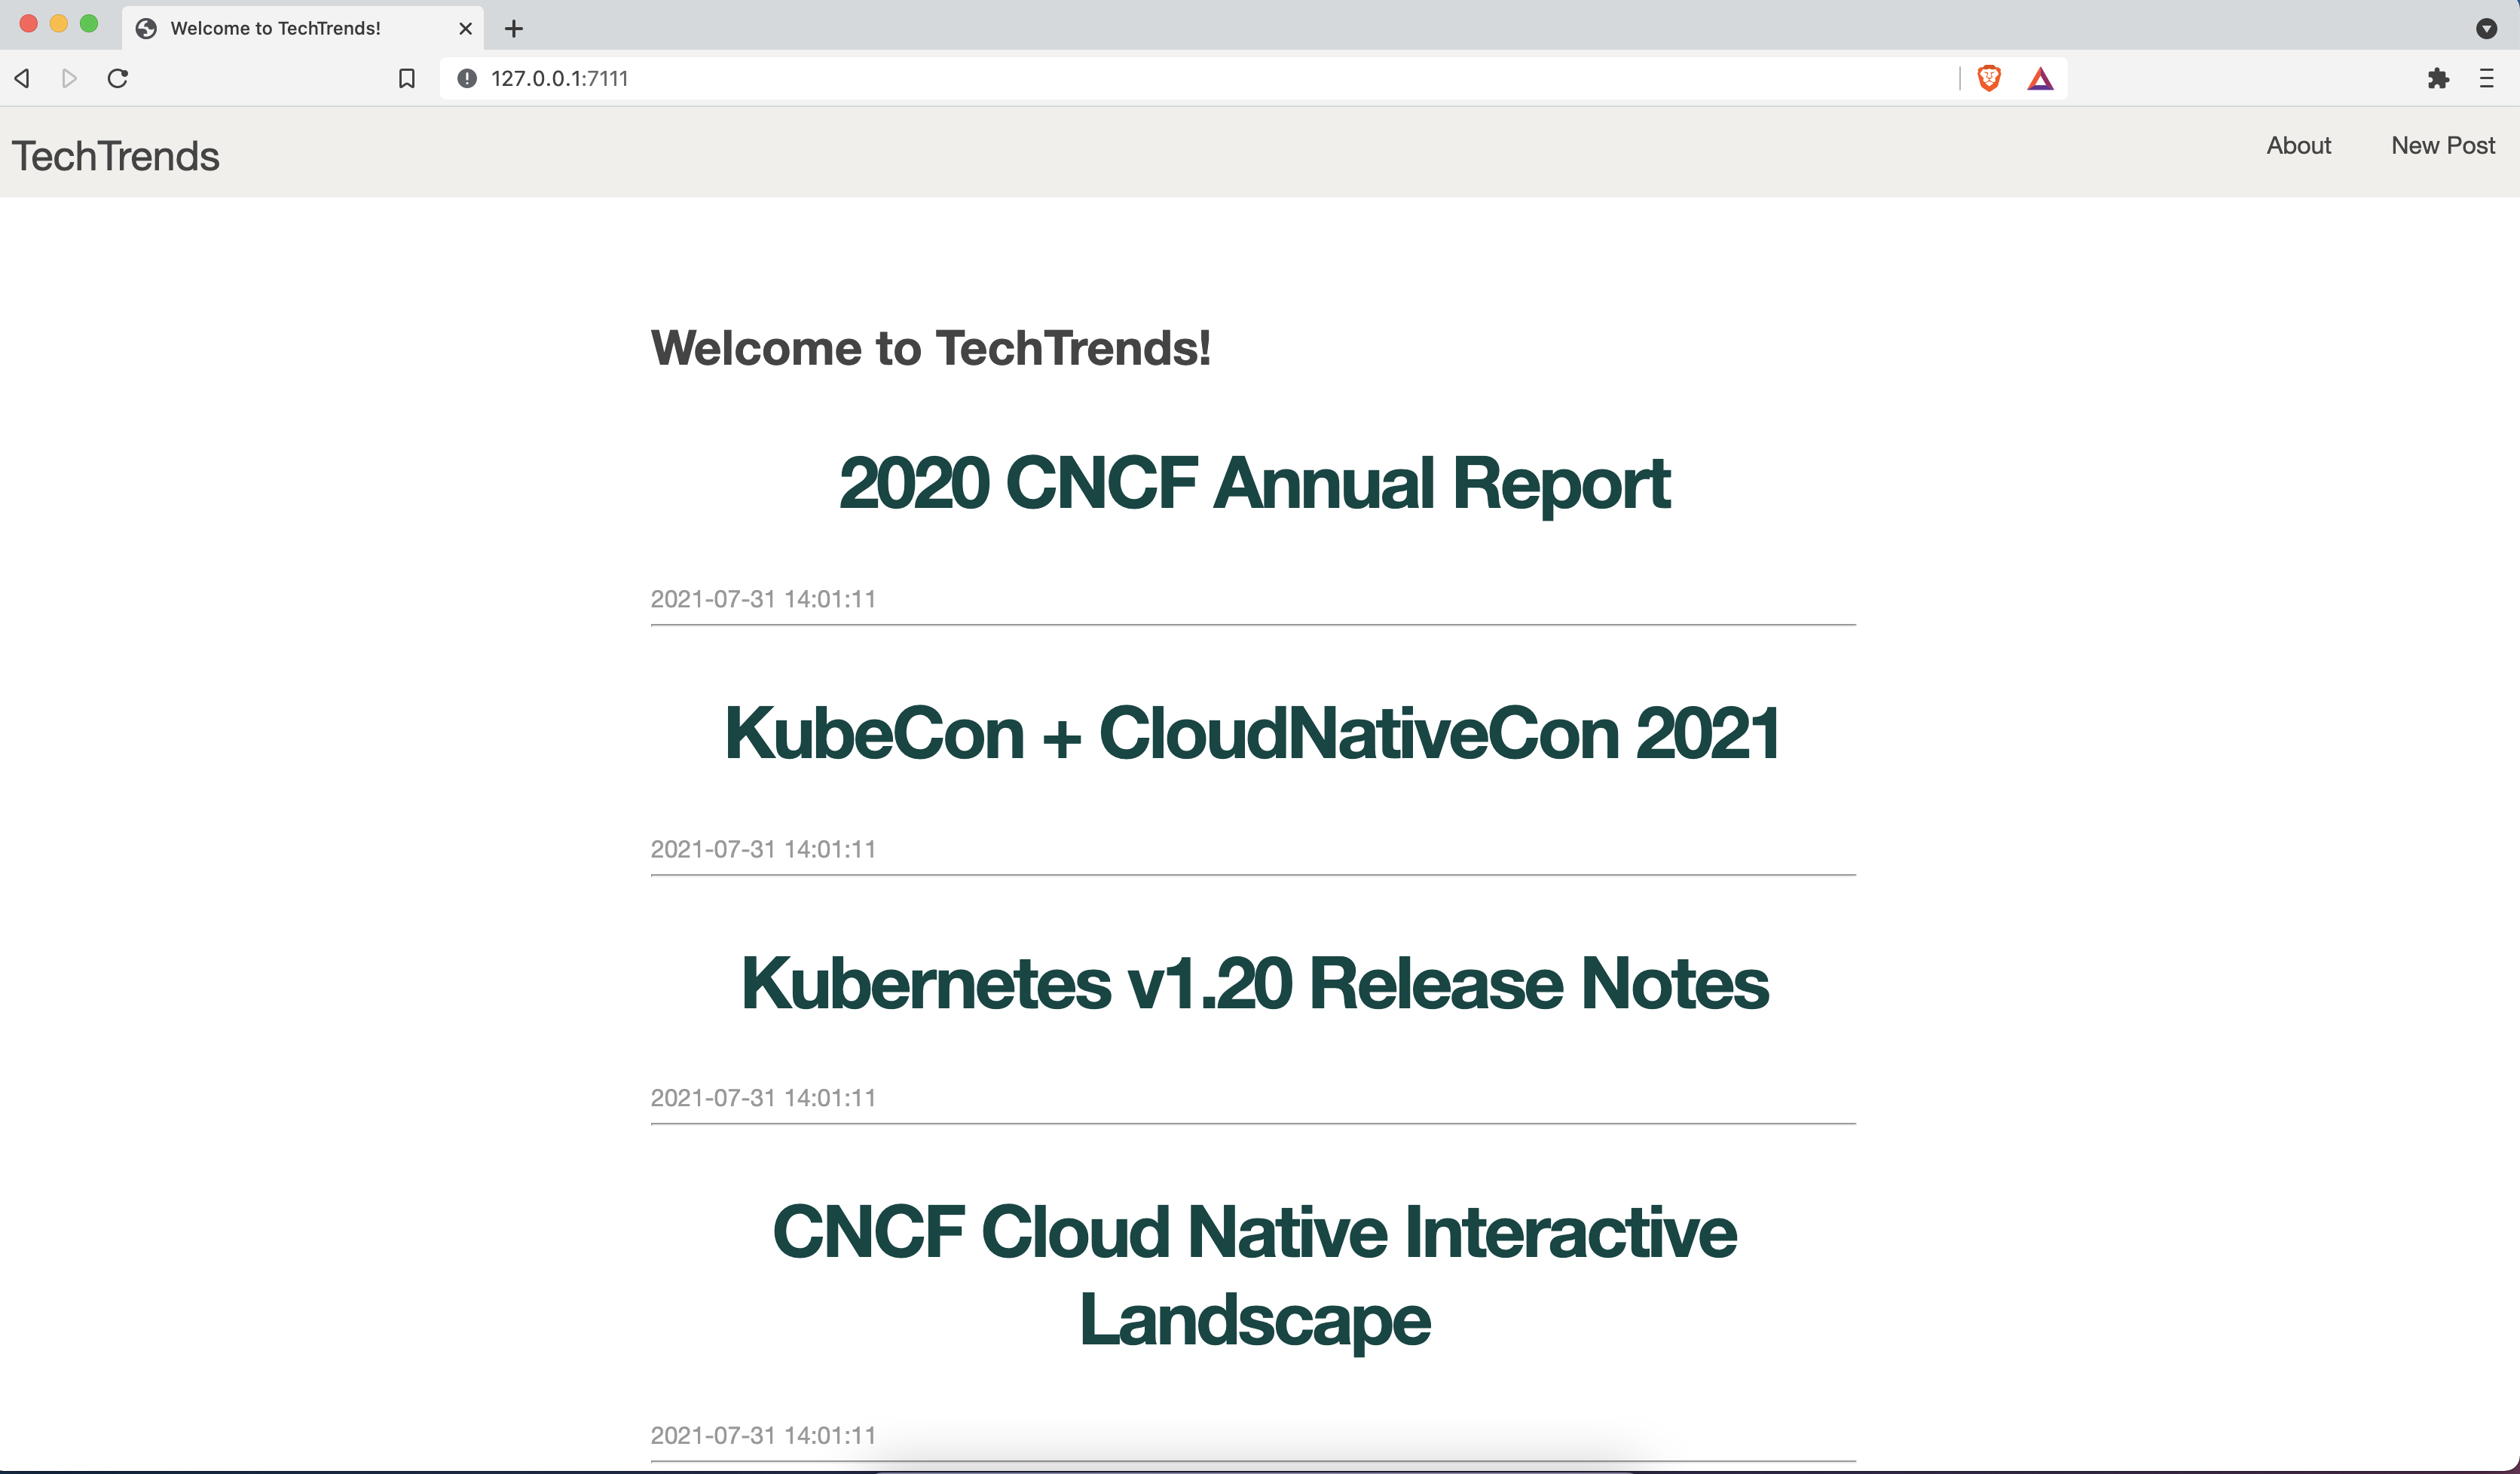 Welcome to TechTrends!
127.0.0.1:7111
TechTrends
About
New Post
Welcome to TechTrends!
2020 CNCF Annual Report
2021-07-31 14:01:11
KubeCon + CloudNativeCon 2021
2021-07-31 14:01:11
Kubernetes v1.20 Release Notes
2021-07-31 14:01:11
CNCF Cloud Native Interactive
Landscape
2021-07-31 14:01:11